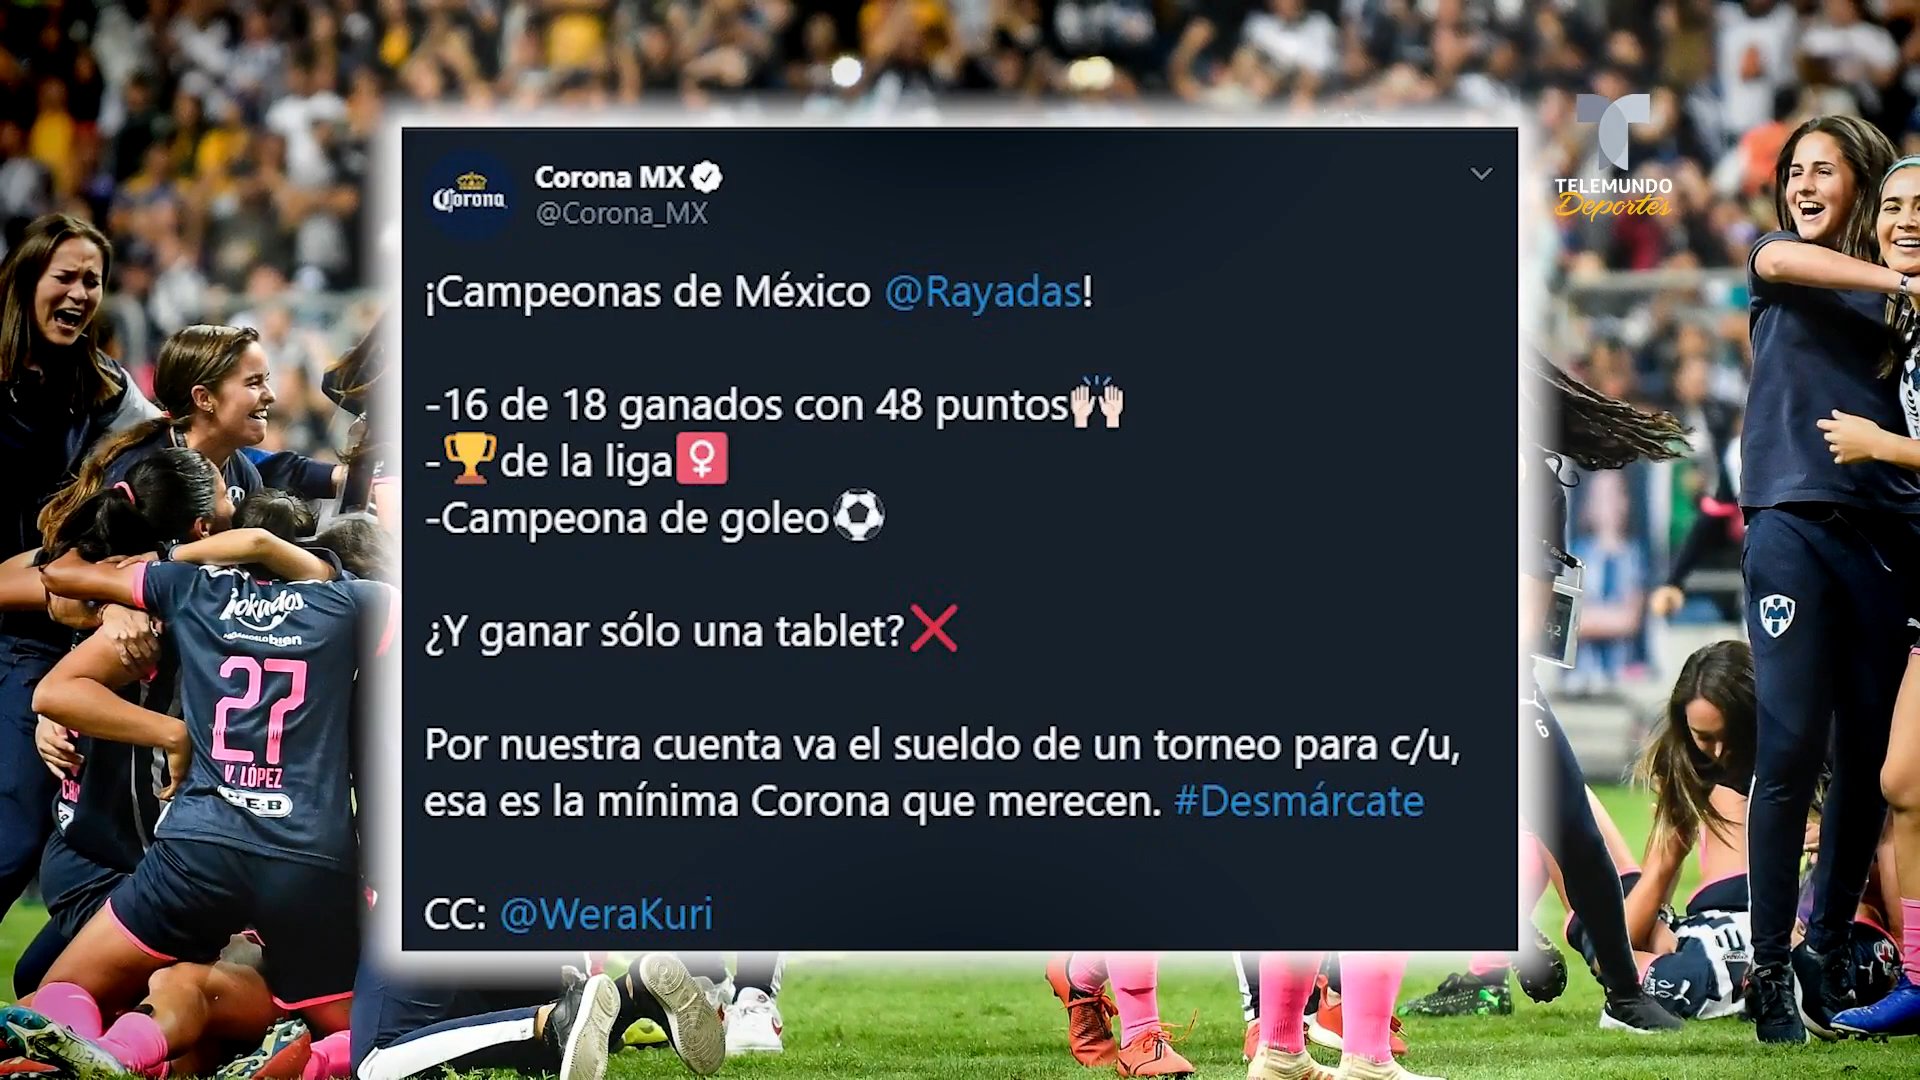 TELEMUNDO
Deportes
Corona
Corona MX
@Corona_MX
¡Campeonas de México @Rayadas!
-16 de 18 ganados con 48 puntos🙌🏻
-🏆de la liga🚺
-Campeona de goleo⚽
¿Y ganar sólo una tablet?❌
Por nuestra cuenta va el sueldo de un torneo para c/u,
esa es la mínima Corona que merecen. #Desmárcate
CC: @WeraKuri
27
V. LÓPEZ
6